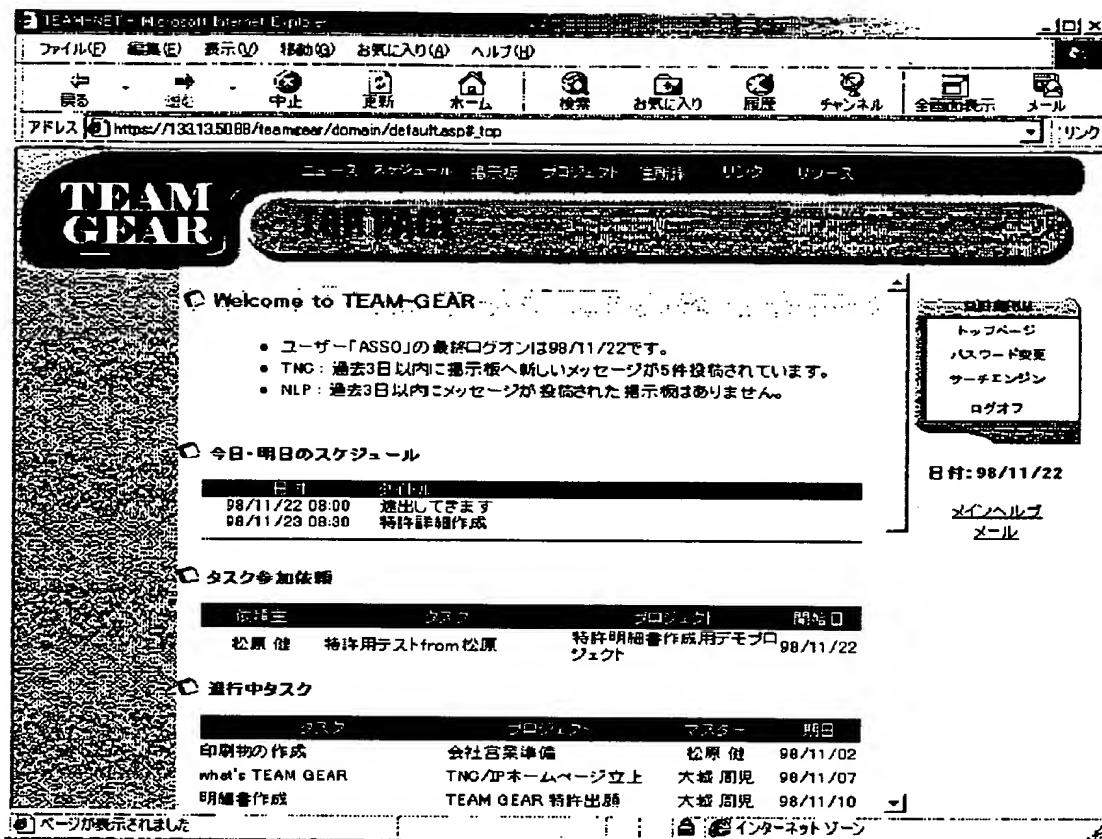 TEAM-NET - Microsoft Internet Explorer
ファイル(F) 編集(E) 表示(V) 移動(G) お気に入り(A) ヘルプ(H)
戻る 進む 中止 更新 ホーム 検索 お気に入り 履歴 チャンネル 全画面表示 メール
アドレス https://133.13.50.88/teamgear/domain/default.asp#_top リンク
ニュース スケジュール 掲示板 プロジェクト 住所録 リンク リソース
TEAM
GEAR
Welcome to TEAM-GEAR
トップページ
パスワード変更
サーチエンジン
ログオフ
• ユーザー「ASSO」の最終ログオンは98/11/22です。
• TNC：過去3日以内に掲示板へ新しいメッセージが5件投稿されています。
• NLP：過去3日以内にメッセージが投稿された掲示板はありません。
日付:98/11/22
メインヘルプ
メール
今日・明日のスケジュール
日付 タイトル
98/11/22 08:00 遠出してきます
98/11/23 08:30 特許詳細作成
タスク参加依頼
依頼主 タスク プロジェクト 開始日
松原 健 特許用テストfrom松原 特許明細書作成用デモプロ
ジェクト 98/11/22
進行中タスク
タスク プロジェクト マスター 期日
印刷物の作成 会社営業準備 松原 健 98/11/02
what's TEAM GEAR TNC/IPホームページ立上 大城 周児 98/11/07
明細書作成 TEAM GEAR 特許出願 大城 周児 98/11/10
ページが表示されました インターネット ゾーン